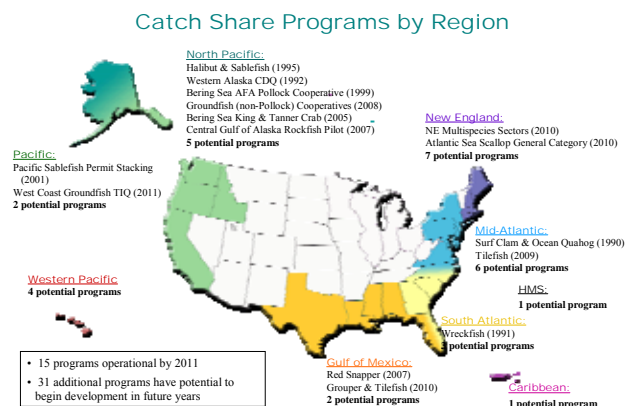 Catch Share Programs by Region
North Pacific:
Halibut & Sablefish (1995)
Western Alaska CDQ (1992)
Bering Sea AFA Pollock Cooperative (1999)
Groundfish (non-Pollock) Cooperatives (2008)
Bering Sea King & Tanner Crab (2005)
Central Gulf of Alaska Rockfish Pilot (2007)
5 potential programs
New England:
NE Multispecies Sectors (2010)
Atlantic Sea Scallop General Category (2010)
7 potential programs
Pacific:
Pacific Sablefish Permit Stacking
(2001)
West Coast Groundfish TIQ (2011)
2 potential programs
Mid-Atlantic:
Surf Clam & Ocean Quahog (1990)
Tilefish (2009)
6 potential programs
Western Pacific
4 potential programs
HMS:
1 potential program
South Atlantic:
Wreckfish (1991)
potential programs
• 15 programs operational by 2011
• 31 additional programs have potential to
begin development in future years
Gulf of Mexico:
Red Snapper (2007)
Grouper & Tilefish (2010)
2 potential programs
Caribbean:
1 potential program